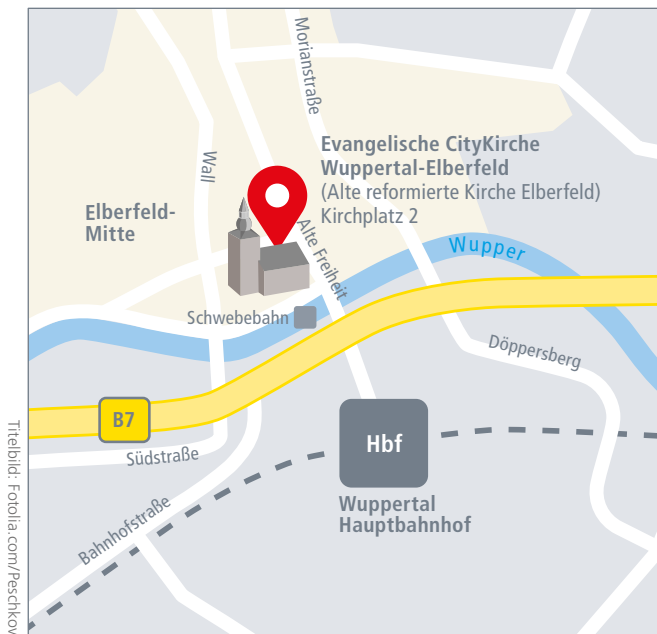 Morianstraße
Evangelische CityKirche
Wuppertal-Elberfeld
(Alte reformierte Kirche Elberfeld)
Kirchplatz 2
Wall
Elberfeld-
Mitte
Alte Freiheit
Wupper
Schwebebahn
Döppersberg
B7
Hbf
Südstraße
Wuppertal
Hauptbahnhof
Bahnhofstraße
Titelbild: Fotolia.com/Peschkov